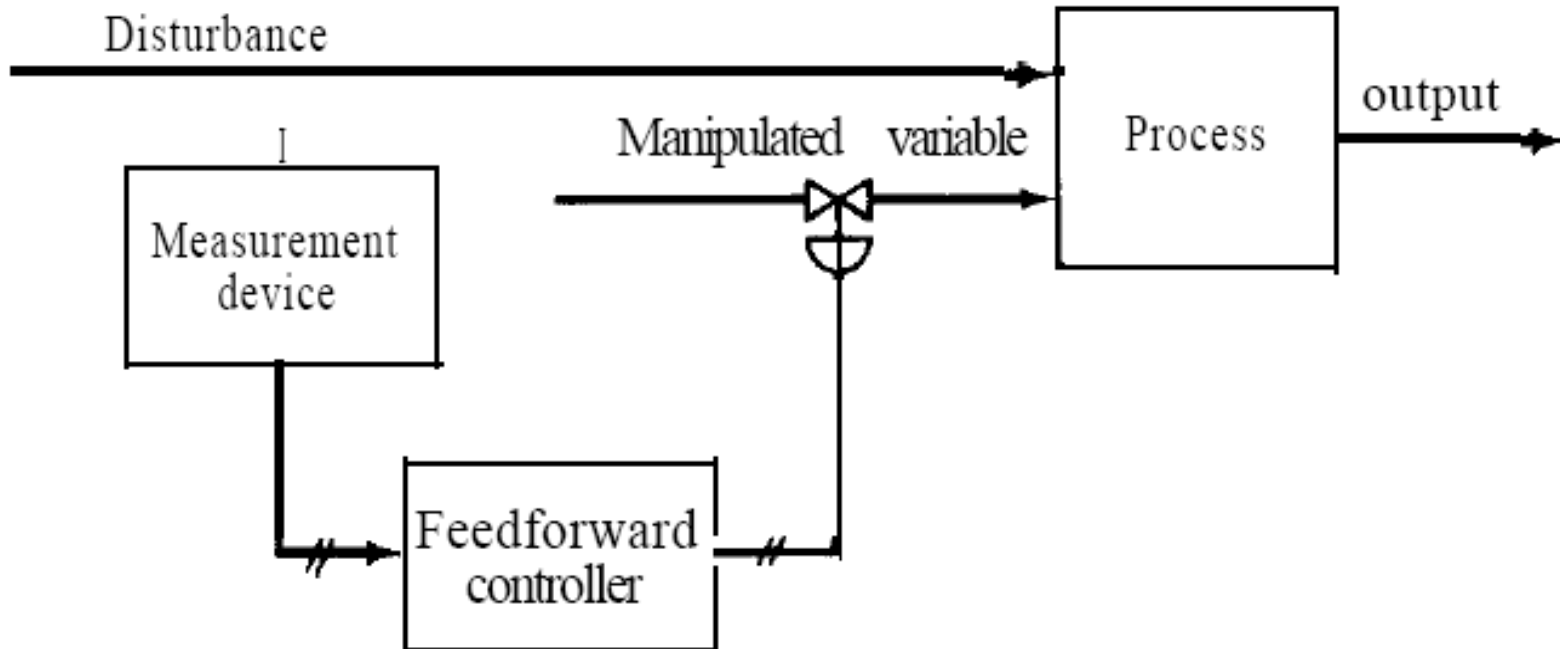 Disturbance
Manipulated variable
Process
output
Measurement
device
Feedforward
controller